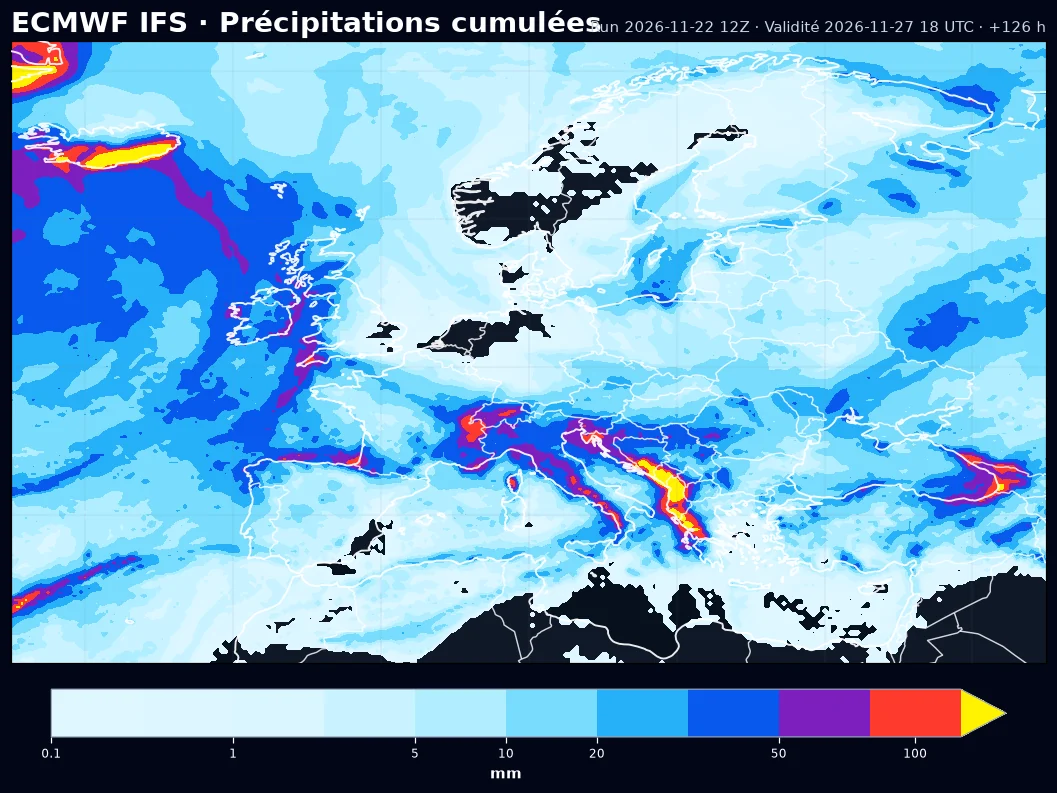 ECMWF IFS · Précipitations cumulées
Run 2026-11-22 12Z · Validité 2026-11-27 18 UTC · +126 h
0.1 1 5 10 20 50 100
mm